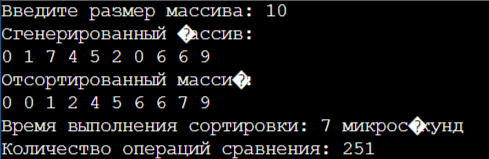 Введите размер массива: 10
Сгенерированный �ассив:
0 1 7 4 5 2 0 6 6 9
Отсортированный масси�:
0 0 1 2 4 5 6 6 7 9
Время выполнения сортировки: 7 микрос�кунд
Количество операций сравнения: 251